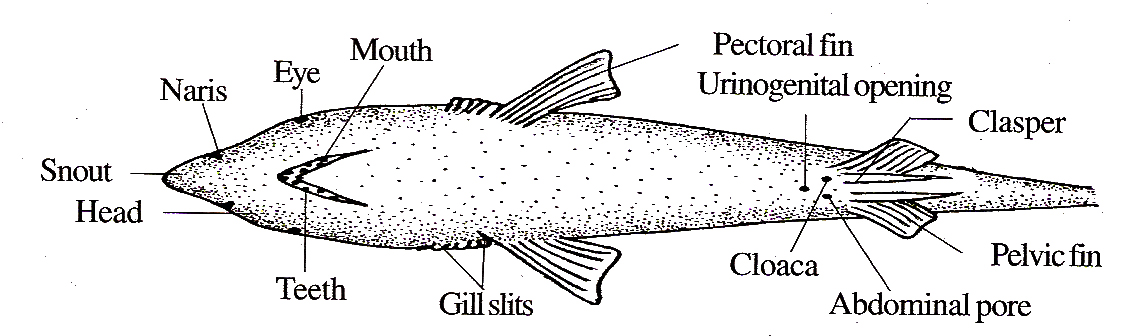 Mouth
Pectoral fin
Eye
Urinogenital opening
Naris
Clasper
Snout
Head
Teeth
Gill slits
Cloaca
Pelvic fin
Abdominal pore